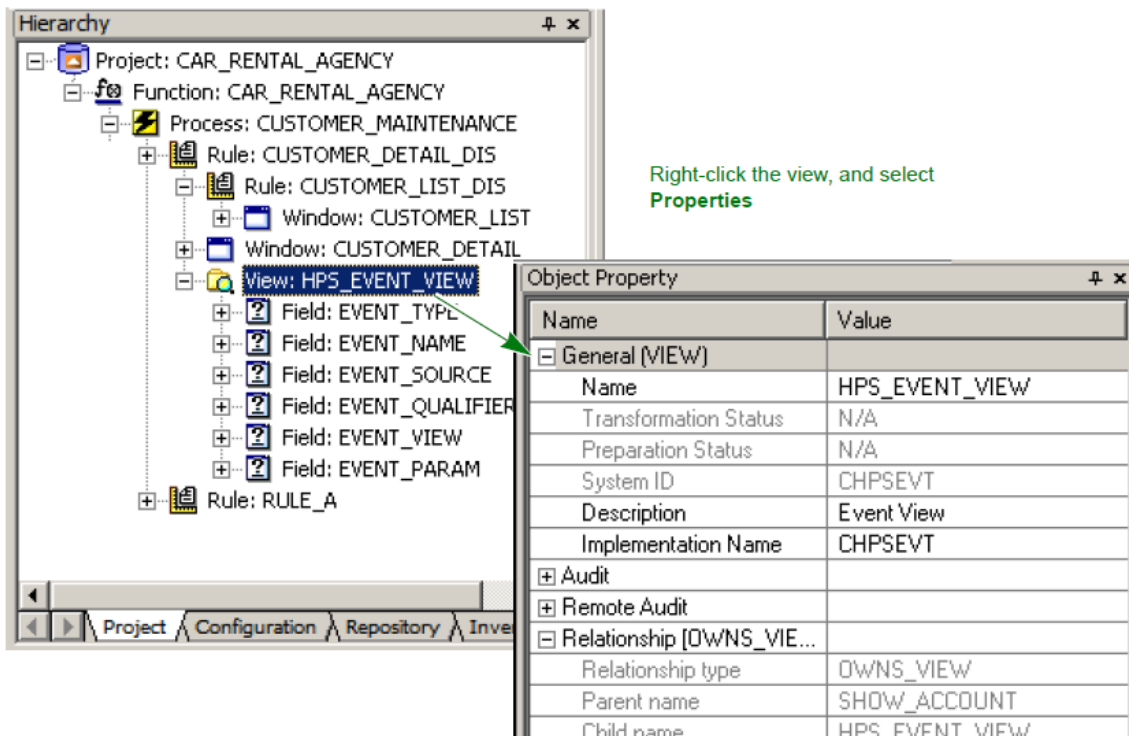 Hierarchy
Project: CAR_RENTAL_AGENCY
Function: CAR_RENTAL_AGENCY
Process: CUSTOMER_MAINTENANCE
Rule: CUSTOMER_DETAIL_DIS
Rule: CUSTOMER_LIST_DIS
Window: CUSTOMER_LIST
Window: CUSTOMER_DETAIL
View: HPS_EVENT_VIEW
Field: EVENT_TYPE
Field: EVENT_NAME
Field: EVENT_SOURCE
Field: EVENT_QUALIFIER
Field: EVENT_VIEW
Field: EVENT_PARAM
Rule: RULE_A
Project Configuration Repository Inve
Right-click the view, and select
Properties
Object Property
Name Value
General (VIEW)
Name HPS_EVENT_VIEW
Transformation Status N/A
Preparation Status N/A
System ID CHPSEVT
Description Event View
Implementation Name CHPSEVT
Audit
Remote Audit
Relationship [OWNS_VIE...
Relationship type OWNS_VIEW
Parent name SHOW_ACCOUNT
Child name HPS_EVENT_VIEW